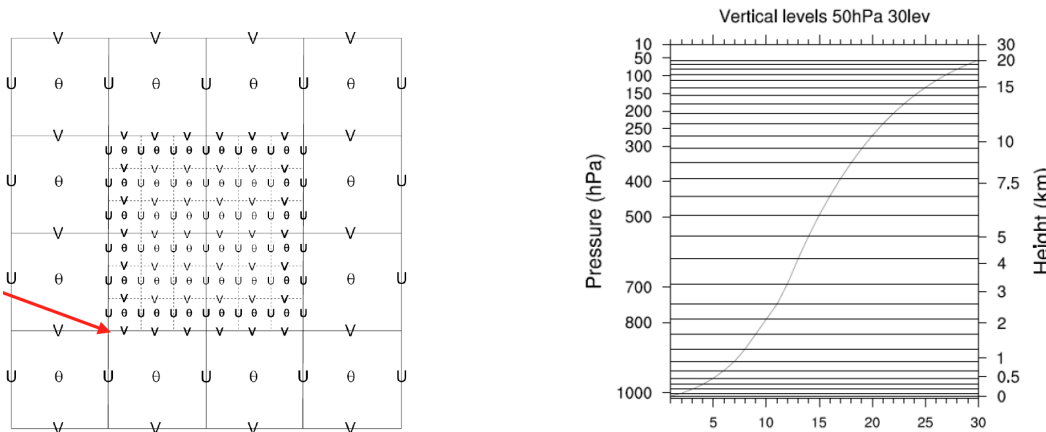 V V V V
U θ U θ U θ U θ U
V V V V V V V V
U θ U θ U θ U θ U θ U θ U
V V V V V V
U θ U θ U θ U θ U θ U θ U θ U θ U
V V V V V V
U θ U θ U θ U θ U θ U θ U
V V V V V V V V
U θ U θ U θ U θ U θ U θ U
V V V V V V
U θ U θ U θ U θ U θ U θ U θ U θ U
V V V V V V
U θ U θ U θ U θ U θ U θ U
V V V V V V V V
U θ U θ U θ U θ U
V V V V
Vertical levels 50hPa 30lev
Pressure (hPa)
10
50
100
150
200
250
300
400
500
700
800
1000
30
20
15
10
7.5
5
4
3
2
1
0.5
0
Height (km)
5 10 15 20 25 30